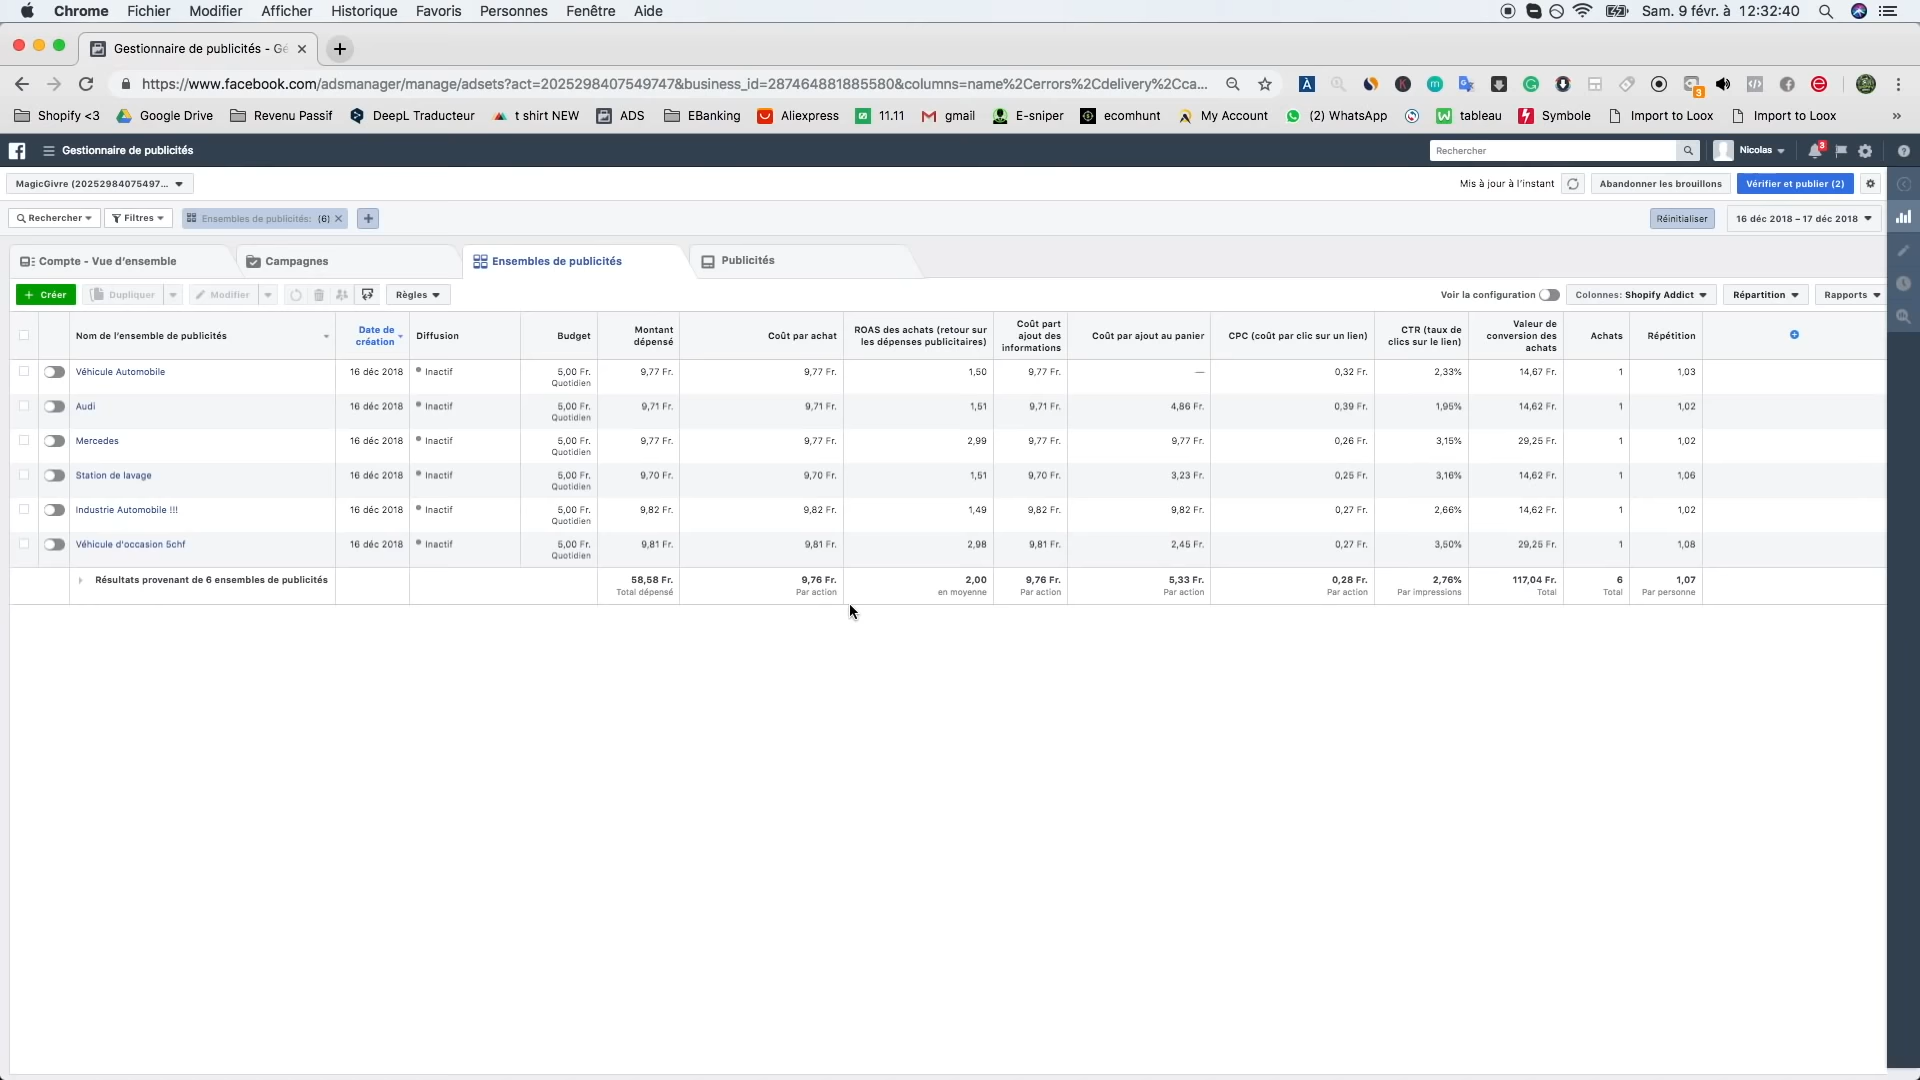 Chrome Fichier Modifier Afficher Historique Favoris Personnes Fenêtre Aide Sam. 9 févr. à 12:32:40
Gestionnaire de publicités - Gé
https://www.facebook.com/adsmanager/manage/adsets?act=2025298407549747&business_id=287464881885580&columns=name%2Cerrors%2Cdelivery%2Cca...
Shopify <3 Google Drive Revenu Passif DeepL Traducteur t shirt NEW ADS EBanking Aliexpress 11.11 gmail E-sniper ecomhunt My Account (2) WhatsApp tableau Symbole Import to Loox Import to Loox »
Gestionnaire de publicités Rechercher Nicolas 3
MagicGivre (20252984075497... Mis à jour à l'instant Abandonner les brouillons Vérifier et publier (2)
Rechercher Filtres Ensembles de publicités: (6) Réinitialiser 16 déc 2018 – 17 déc 2018
Compte - Vue d'ensemble Campagnes Ensembles de publicités Publicités
+ Créer Dupliquer Modifier Règles Voir la configuration Colonnes: Shopify Addict Répartition Rapports
Nom de l'ensemble de publicités Date de création Diffusion Budget Montant dépensé Coût par achat ROAS des achats (retour sur les dépenses publicitaires) Coût part ajout des informations Coût par ajout au panier CPC (coût par clic sur un lien) CTR (taux de clics sur le lien) Valeur de conversion des achats Achats Répétition
Véhicule Automobile 16 déc 2018 Inactif 5,00 Fr. 9,77 Fr. 9,77 Fr. 1,50 9,77 Fr. — 0,32 Fr. 2,33% 14,67 Fr. 1 1,03
Quotidien
Audi 16 déc 2018 Inactif 5,00 Fr. 9,71 Fr. 9,71 Fr. 1,51 9,71 Fr. 4,86 Fr. 0,39 Fr. 1,95% 14,62 Fr. 1 1,02
Quotidien
Mercedes 16 déc 2018 Inactif 5,00 Fr. 9,77 Fr. 9,77 Fr. 2,99 9,77 Fr. 9,77 Fr. 0,26 Fr. 3,15% 29,25 Fr. 1 1,02
Quotidien
Station de lavage 16 déc 2018 Inactif 5,00 Fr. 9,70 Fr. 9,70 Fr. 1,51 9,70 Fr. 3,23 Fr. 0,25 Fr. 3,16% 14,62 Fr. 1 1,06
Quotidien
Industrie Automobile !!! 16 déc 2018 Inactif 5,00 Fr. 9,82 Fr. 9,82 Fr. 1,49 9,82 Fr. 9,82 Fr. 0,27 Fr. 2,66% 14,62 Fr. 1 1,02
Quotidien
Véhicule d'occasion 5chf 16 déc 2018 Inactif 5,00 Fr. 9,81 Fr. 9,81 Fr. 2,98 9,81 Fr. 2,45 Fr. 0,27 Fr. 3,50% 29,25 Fr. 1 1,08
Quotidien
Résultats provenant de 6 ensembles de publicités 58,58 Fr. 9,76 Fr. 2,00 9,76 Fr. 5,33 Fr. 0,28 Fr. 2,76% 117,04 Fr. 6 1,07
Total dépensé Par action en moyenne Par action Par action Par action Par impressions Total Total Par personne